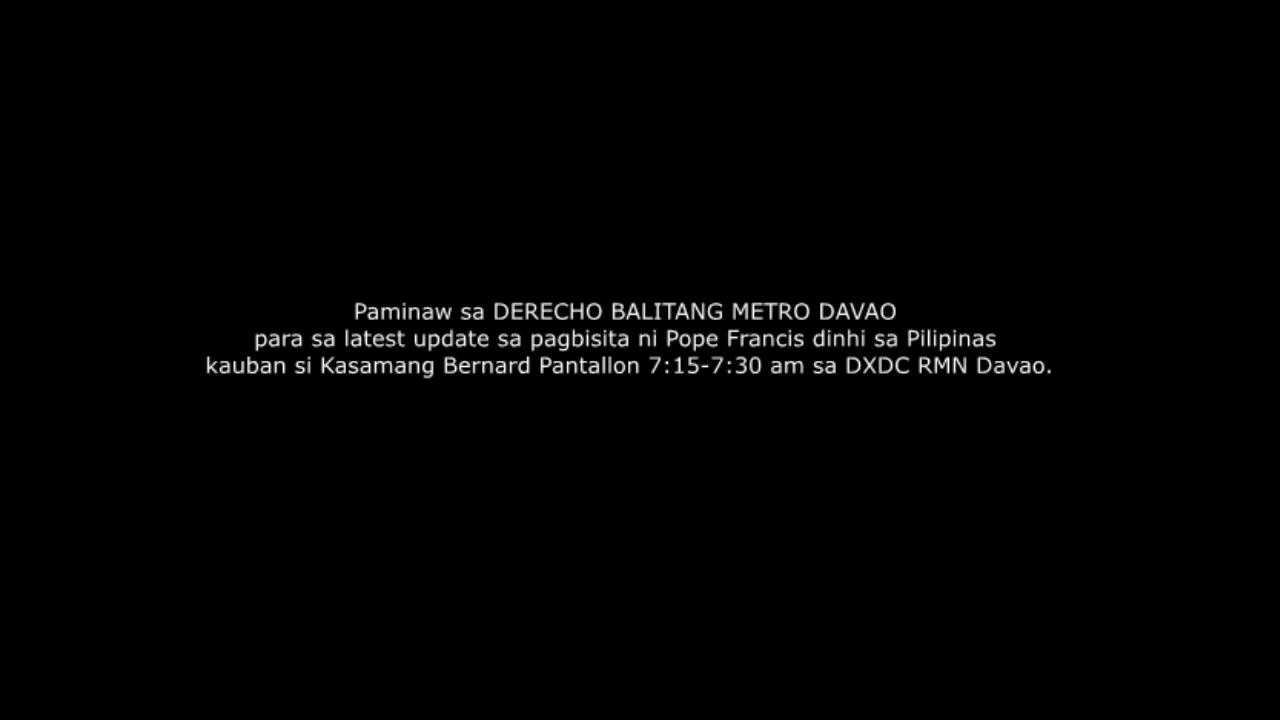 Paminaw sa DERECHO BALITANG METRO DAVAO
para sa latest update sa pagbisita ni Pope Francis dinhi sa Pilipinas
kauban si Kasamang Bernard Pantallon 7:15-7:30 am sa DXDC RMN Davao.